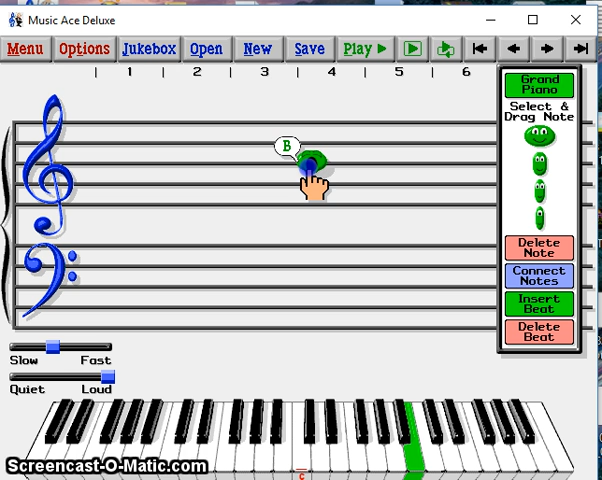 Music Ace Deluxe
Menu Options Jukebox Open New Save Play
1 2 3 4 5 6
Grand
Piano
Select &
Drag Note
B
Delete
Note
Connect
Notes
Insert
Beat
Delete
Beat
Slow Fast
Quiet Loud
C
Screencast-O-Matic.com